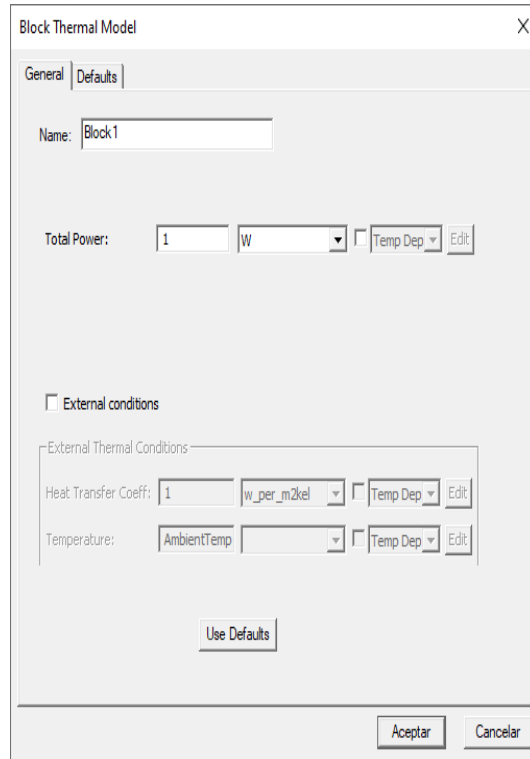 Block Thermal Model X
General Defaults
Name: Block1
Total Power: 1 W Temp Dep Edit
External conditions
External Thermal Conditions
Heat Transfer Coeff: 1 w_per_m2kel Temp Dep Edit
Temperature: AmbientTemp Temp Dep Edit
Use Defaults
Aceptar Cancelar